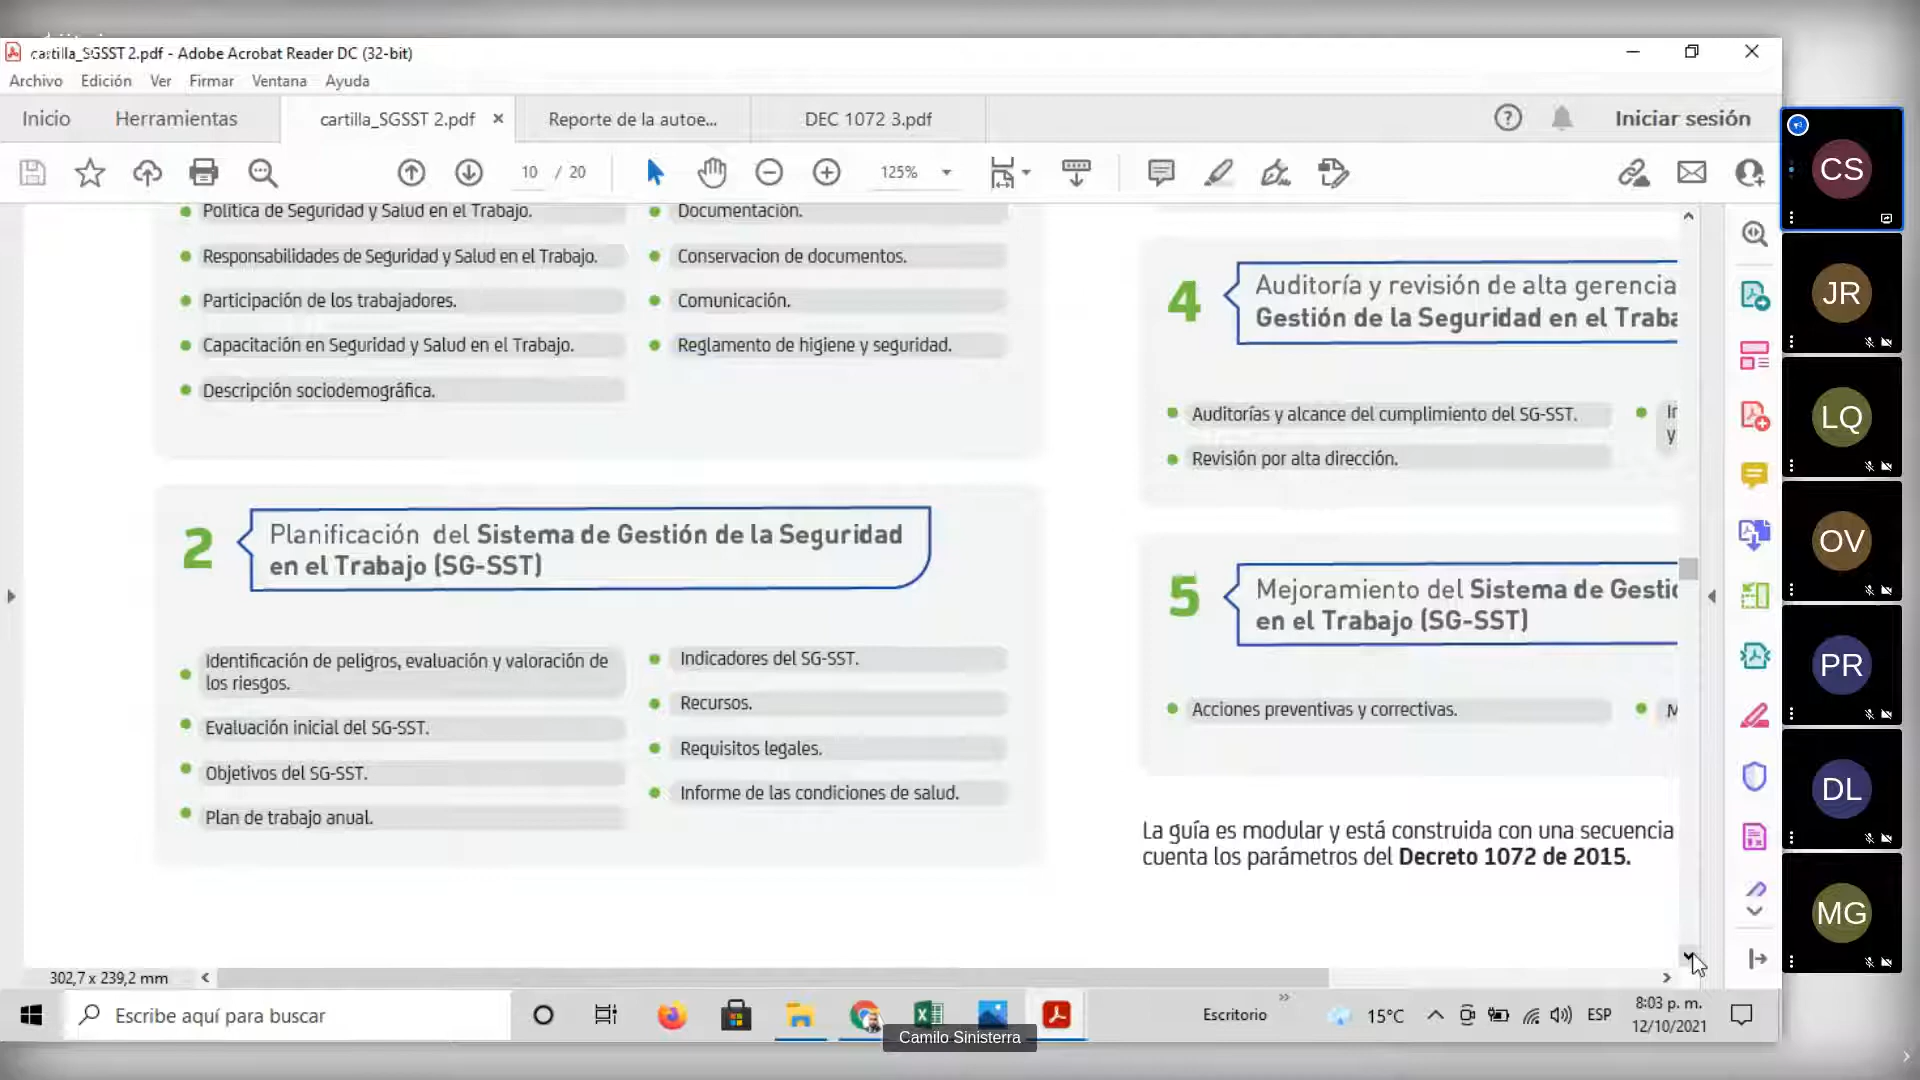 cartilla_SGSST 2.pdf - Adobe Acrobat Reader DC (32-bit)
Archivo Edición Ver Firmar Ventana Ayuda
Inicio Herramientas cartilla_SGSST 2.pdf × Reporte de la autoe... DEC 1072 3.pdf Iniciar sesión
10 / 20 125%
Política de Seguridad y Salud en el Trabajo.
Responsabilidades de Seguridad y Salud en el Trabajo.
Participación de los trabajadores.
Capacitación en Seguridad y Salud en el Trabajo.
Descripción sociodemográfica.
Documentación.
Conservacion de documentos.
Comunicación.
Reglamento de higiene y seguridad.
2 Planificación del Sistema de Gestión de la Seguridad
en el Trabajo (SG-SST)
Identificación de peligros, evaluación y valoración de
los riesgos.
Evaluación inicial del SG-SST.
Objetivos del SG-SST.
Plan de trabajo anual.
Indicadores del SG-SST.
Recursos.
Requisitos legales.
Informe de las condiciones de salud.
4 Auditoría y revisión de alta gerencia
Gestión de la Seguridad en el Traba
Auditorías y alcance del cumplimiento del SG-SST.
Revisión por alta dirección.
y
5 Mejoramiento del Sistema de Gestió
en el Trabajo (SG-SST)
Acciones preventivas y correctivas.
M
La guía es modular y está construida con una secuencia
cuenta los parámetros del Decreto 1072 de 2015.
302,7 x 239,2 mm
Escribe aquí para buscar
Escritorio
15°C
ESP
8:03 p. m.
12/10/2021
Camilo Sinisterra
CS
JR
LQ
OV
PR
DL
MG